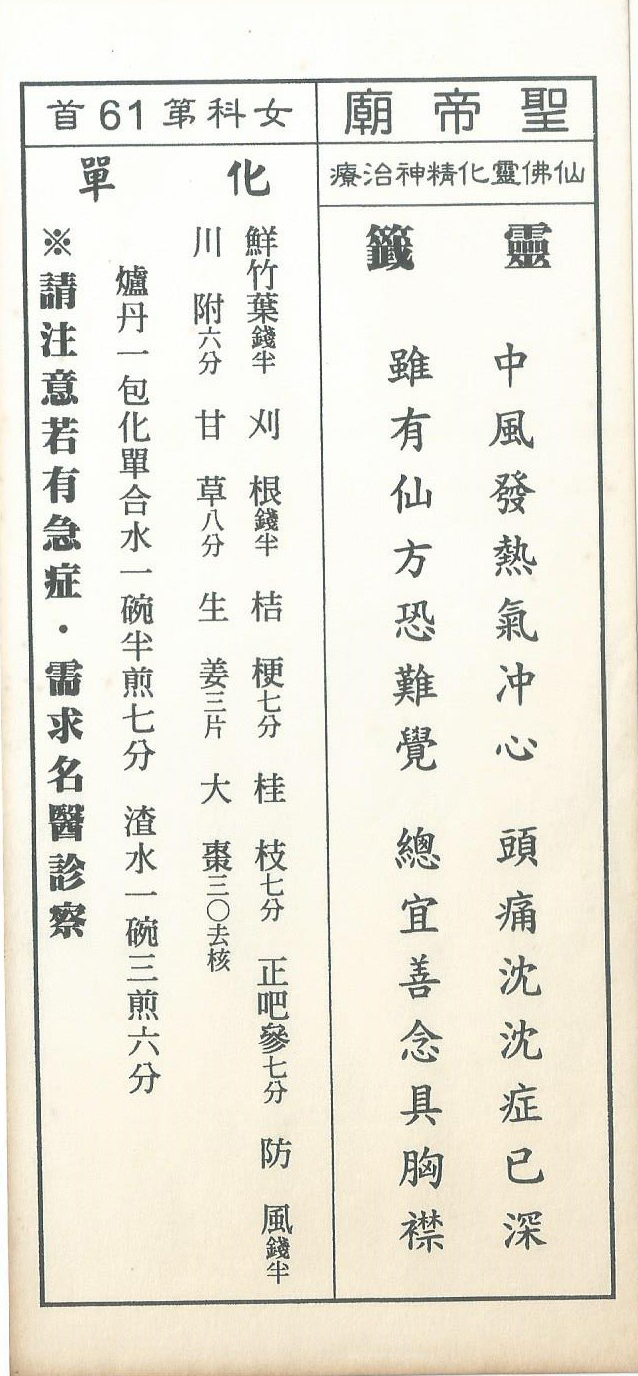 聖帝廟
仙佛靈化精神治療
靈籤
中風發熱氣冲心　頭痛沈沈症已深
雖有仙方恐難覺　總宜善念具胸襟
女科第61首
化單
鮮竹葉錢半　刈根錢半　桔梗七分　桂枝七分　正吧參七分　防風錢半
川附六分　甘草八分　生姜三片　大棗三〇去核
爐丹一包化單合水一碗半煎七分　渣水一碗三煎六分
※請注意若有急症・需求名醫診察